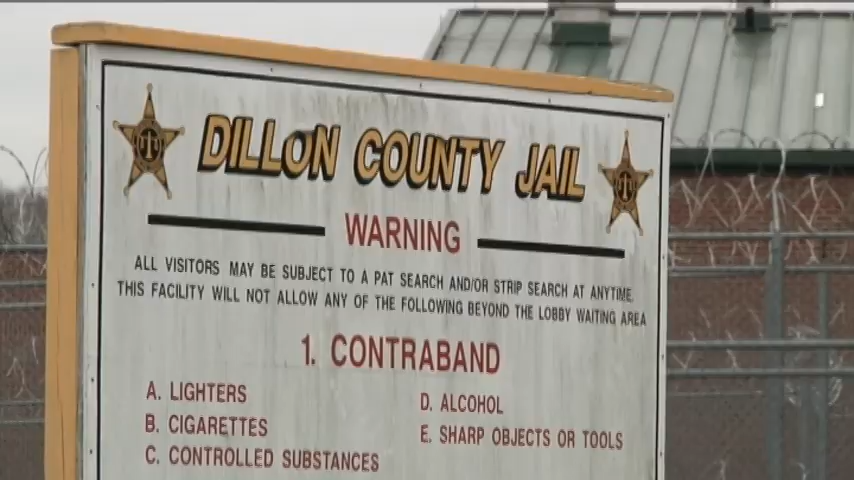 DILLON COUNTY JAIL
WARNING
ALL VISITORS MAY BE SUBJECT TO A PAT SEARCH AND/OR STRIP SEARCH AT ANYTIME.
THIS FACILITY WILL NOT ALLOW ANY OF THE FOLLOWING BEYOND THE LOBBY WAITING AREA
1. CONTRABAND
A. LIGHTERS
B. CIGARETTES
C. CONTROLLED SUBSTANCES
D. ALCOHOL
E. SHARP OBJECTS OR TOOLS